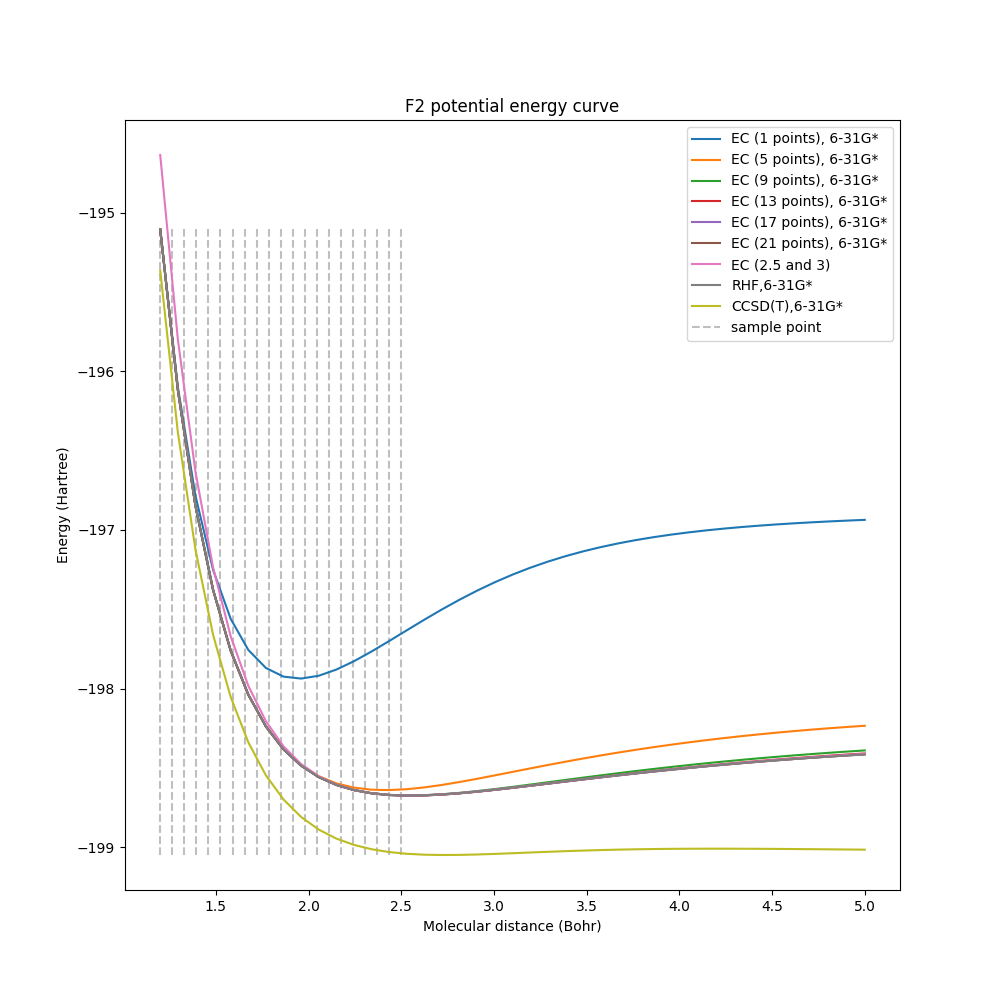 F2 potential energy curve
EC (1 points), 6-31G*
EC (5 points), 6-31G*
EC (9 points), 6-31G*
EC (13 points), 6-31G*
EC (17 points), 6-31G*
EC (21 points), 6-31G*
EC (2.5 and 3)
RHF,6-31G*
CCSD(T),6-31G*
sample point
Energy (Hartree)
−195
−196
−197
−198
−199
1.5 2.0 2.5 3.0 3.5 4.0 4.5 5.0
Molecular distance (Bohr)